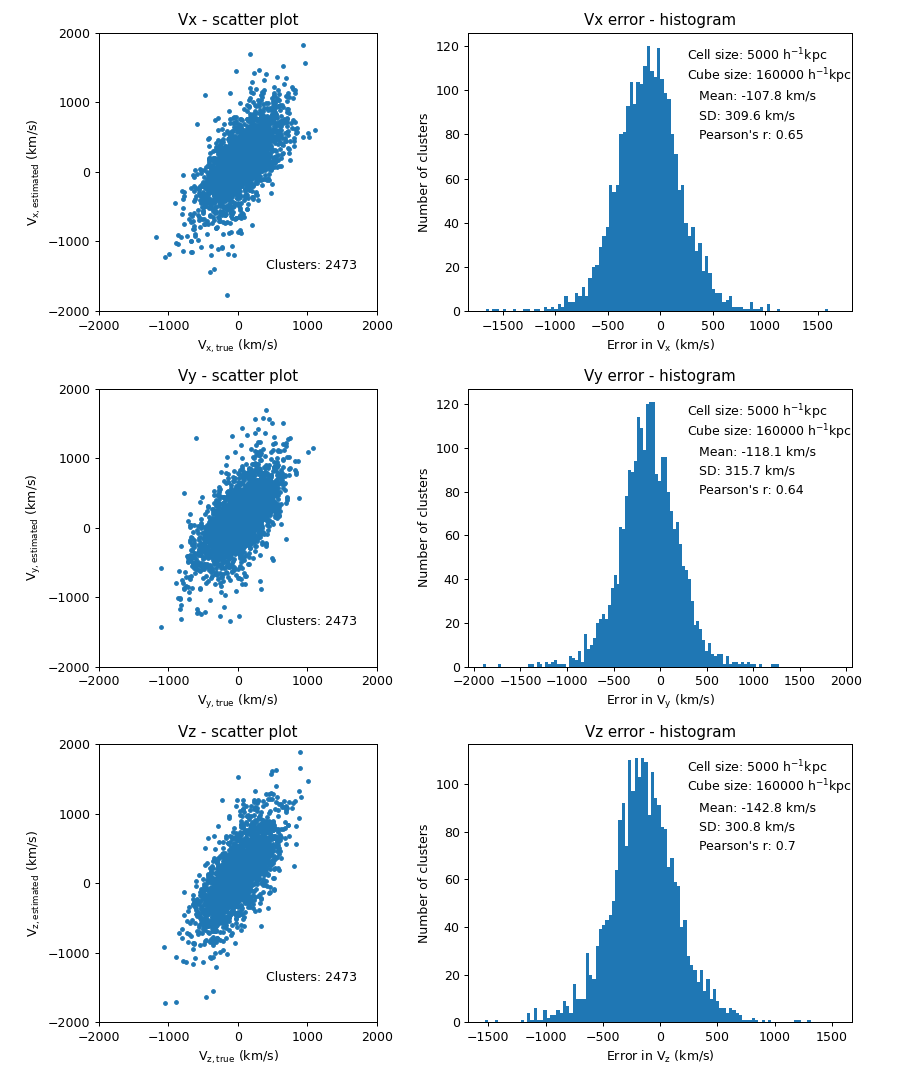 Vx - scatter plot
2000
1000
0
−1000
−2000
V_x, estimated (km/s)
Clusters: 2473
−2000 −1000 0 1000 2000
V_x, true (km/s)
Vx error - histogram
120
100
80
60
40
20
0
Number of clusters
Cell size: 5000 h⁻¹kpc
Cube size: 160000 h⁻¹kpc
Mean: -107.8 km/s
SD: 309.6 km/s
Pearson's r: 0.65
−1500 −1000 −500 0 500 1000 1500
Error in V_x (km/s)
Vy - scatter plot
2000
1000
0
−1000
−2000
V_y, estimated (km/s)
Clusters: 2473
−2000 −1000 0 1000 2000
V_y, true (km/s)
Vy error - histogram
120
100
80
60
40
20
0
Number of clusters
Cell size: 5000 h⁻¹kpc
Cube size: 160000 h⁻¹kpc
Mean: -118.1 km/s
SD: 315.7 km/s
Pearson's r: 0.64
−2000 −1500 −1000 −500 0 500 1000 1500 2000
Error in V_y (km/s)
Vz - scatter plot
2000
1000
0
−1000
−2000
V_z, estimated (km/s)
Clusters: 2473
−2000 −1000 0 1000 2000
V_z, true (km/s)
Vz error - histogram
100
80
60
40
20
0
Number of clusters
Cell size: 5000 h⁻¹kpc
Cube size: 160000 h⁻¹kpc
Mean: -142.8 km/s
SD: 300.8 km/s
Pearson's r: 0.7
−1500 −1000 −500 0 500 1000 1500
Error in V_z (km/s)